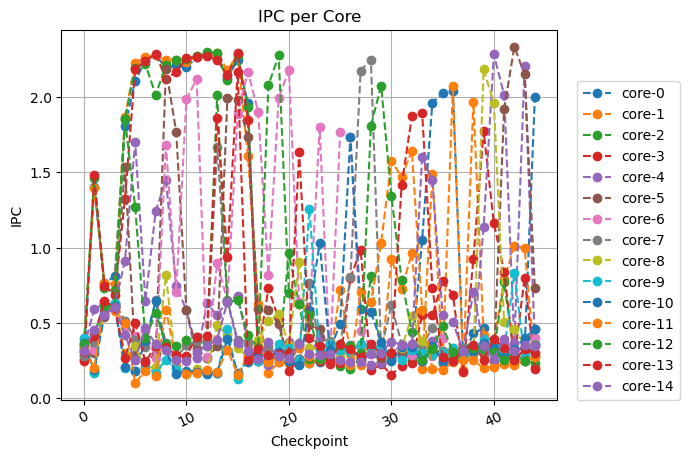 IPC per Core
IPC
2.0
1.5
1.0
0.5
0.0
0
10
20
30
40
Checkpoint
core-0
core-1
core-2
core-3
core-4
core-5
core-6
core-7
core-8
core-9
core-10
core-11
core-12
core-13
core-14